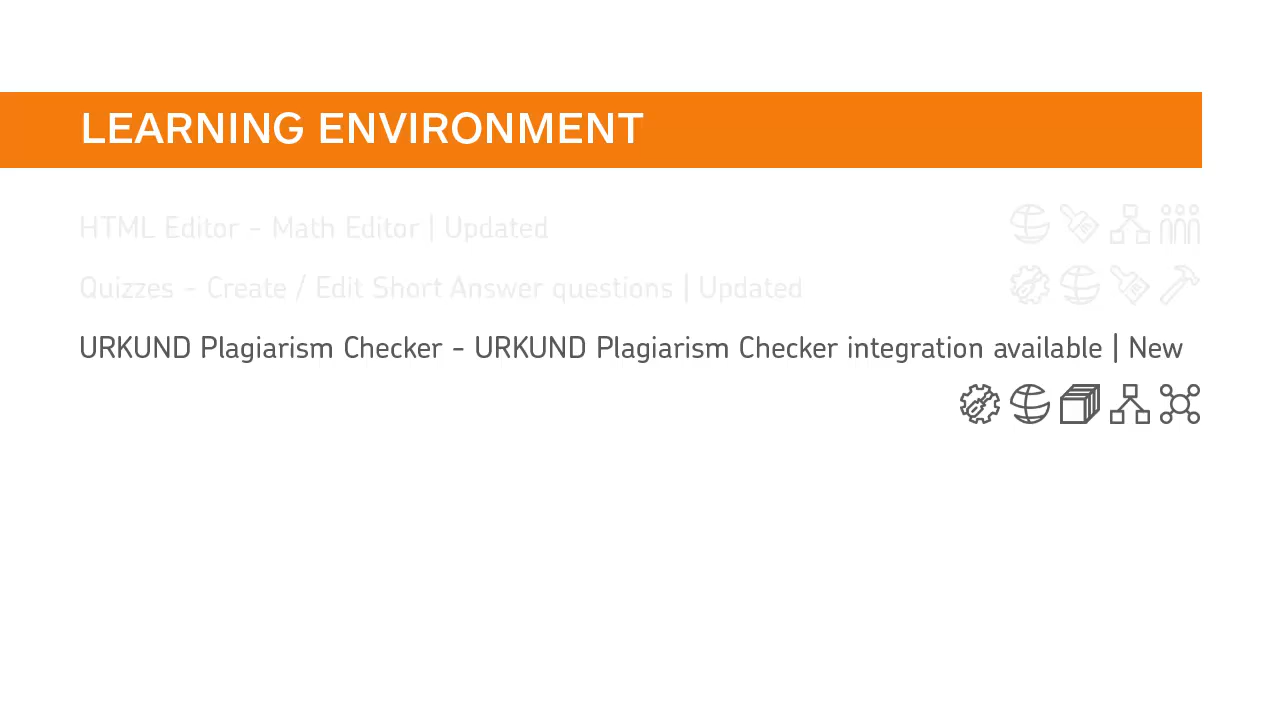 LEARNING ENVIRONMENT
HTML Editor - Math Editor | Updated
Quizzes - Create / Edit Short Answer questions | Updated
URKUND Plagiarism Checker - URKUND Plagiarism Checker integration available | New